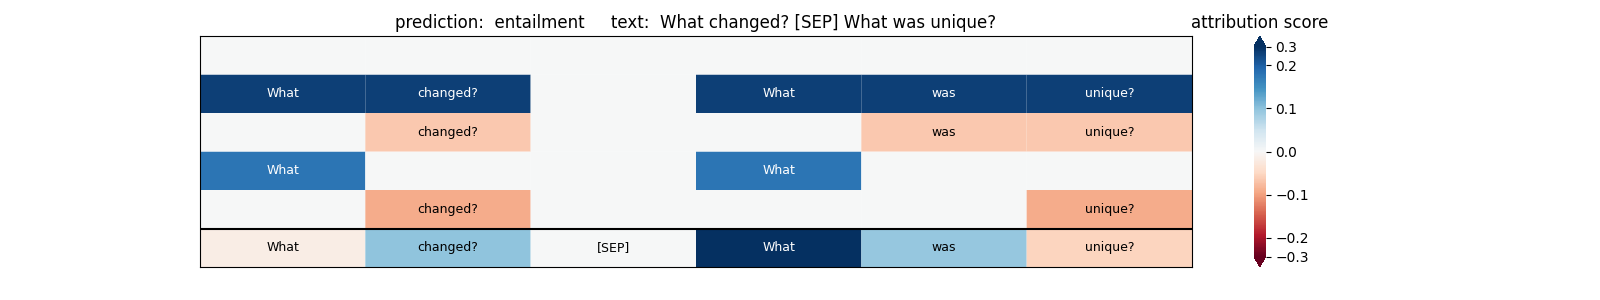 prediction: entailment text: What changed? [SEP] What was unique?
attribution score
What changed? What was unique?
changed? was unique?
What What
changed? unique?
What changed? [SEP] What was unique?
0.3
0.2
0.1
0.0
−0.1
−0.2
−0.3